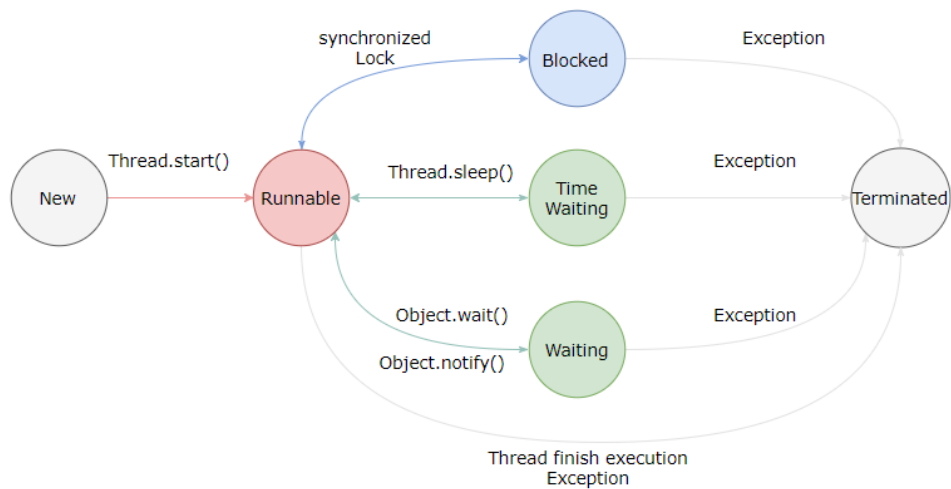 synchronized
Lock
Blocked
Exception
Thread.start()
Thread.sleep()
Exception
New
Runnable
Time
Waiting
Terminated
Object.wait()
Exception
Object.notify()
Waiting
Thread finish execution
Exception